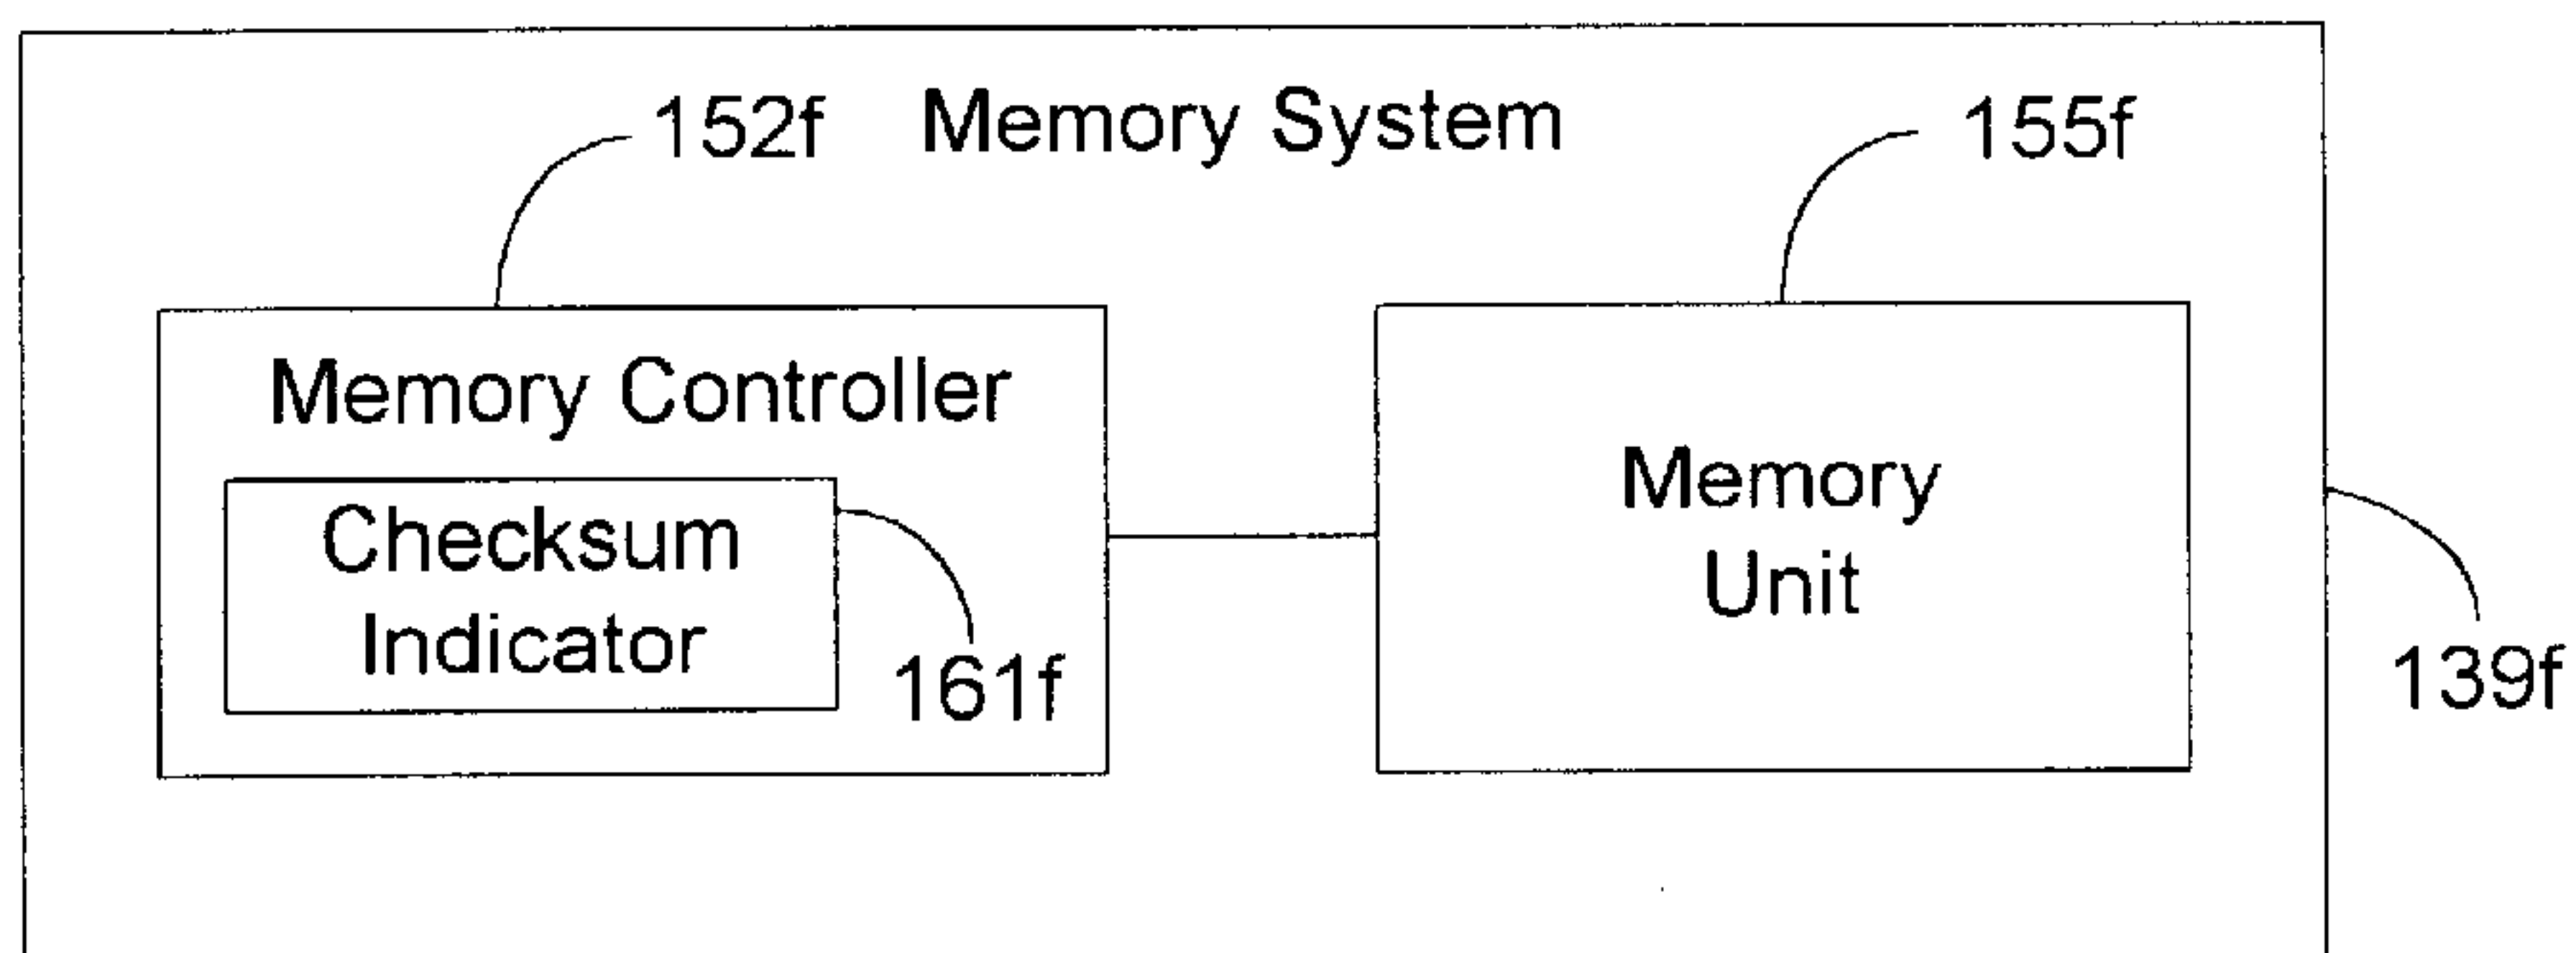 152f
Memory System
155f
Memory Controller
Checksum
Indicator
161f
Memory
Unit
139f